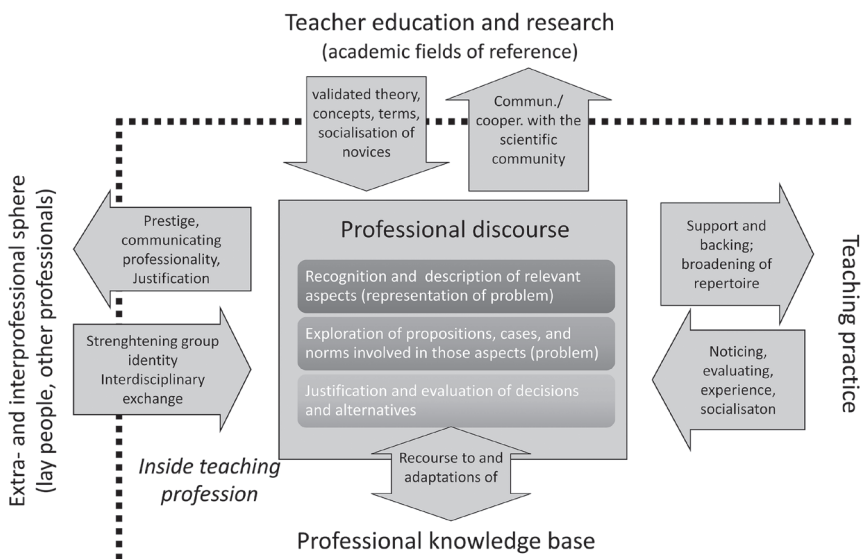 Teacher education and research
(academic fields of reference)
validated theory,
concepts, terms,
socialisation of
novices
Commun./
cooper. with the
scientific
community
Extra- and interprofessional sphere
(lay people, other professionals)
Prestige,
communicating
professionality,
Justification
Strenghtening group
identity
Interdisciplinary
exchange
Professional discourse
Recognition and description of relevant
aspects (representation of problem)
Exploration of propositions, cases, and
norms involved in those aspects (problem)
Justification and evaluation of decisions
and alternatives
Support and
backing;
broadening of
repertoire
Noticing,
evaluating,
experience,
socialisaton
Teaching practice
Inside teaching
profession
Recourse to and
adaptations of
Professional knowledge base